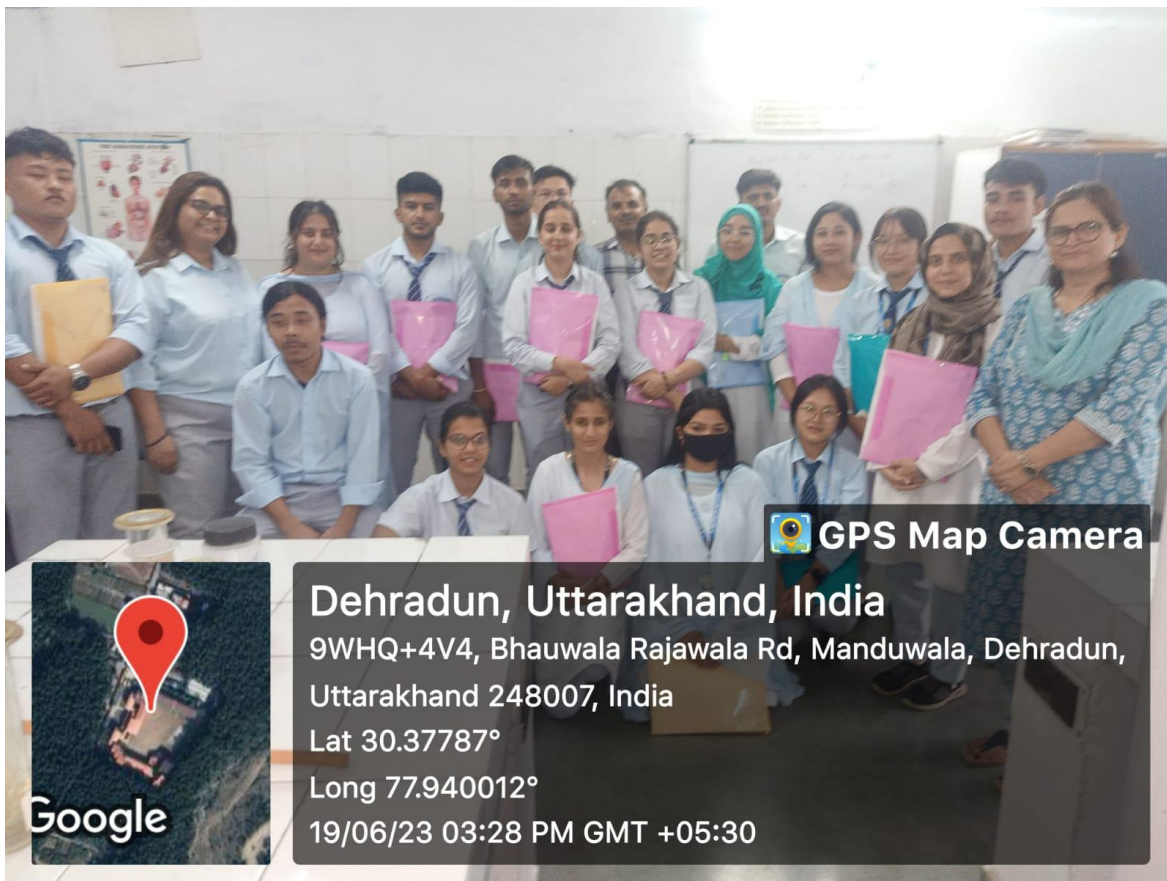 GPS Map Camera
Dehradun, Uttarakhand, India
9WHQ+4V4, Bhauwala Rajawala Rd, Manduwala, Dehradun,
Uttarakhand 248007, India
Lat 30.37787°
Long 77.940012°
19/06/23 03:28 PM GMT +05:30
Google